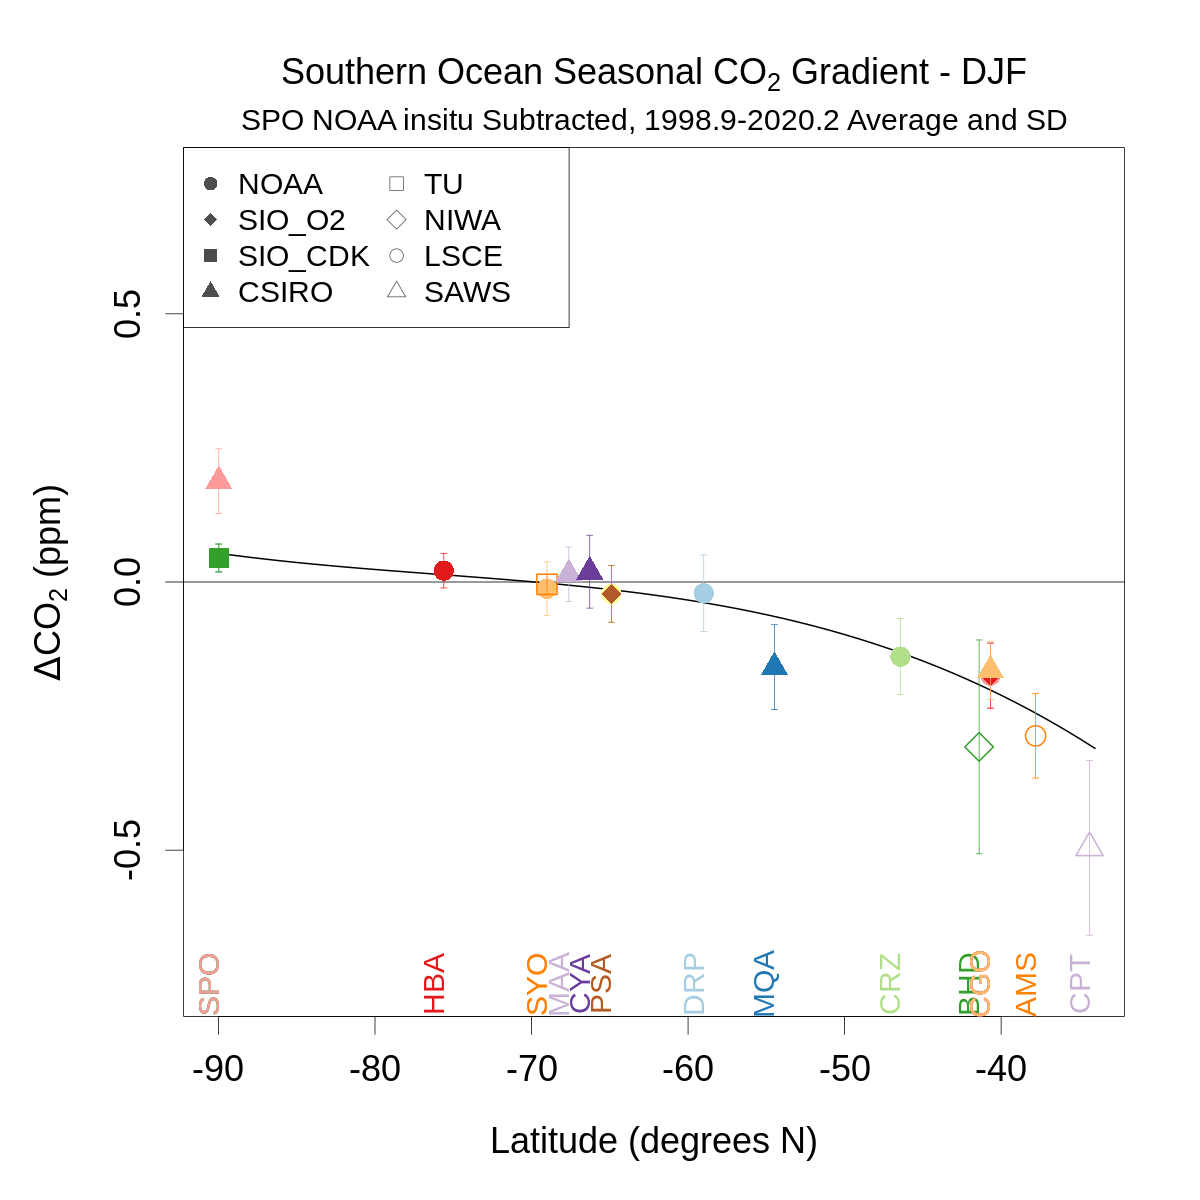 Southern Ocean Seasonal CO₂ Gradient - DJF
SPO NOAA insitu Subtracted, 1998.9-2020.2 Average and SD
NOAA
SIO_O2
SIO_CDK
CSIRO
TU
NIWA
LSCE
SAWS
0.5
0.0
-0.5
ΔCO₂ (ppm)
SPO
HBA
SYO
MAA
CYA
PSA
DRP
MQA
CRZ
BHD
CGO
AMS
CPT
-90
-80
-70
-60
-50
-40
Latitude (degrees N)